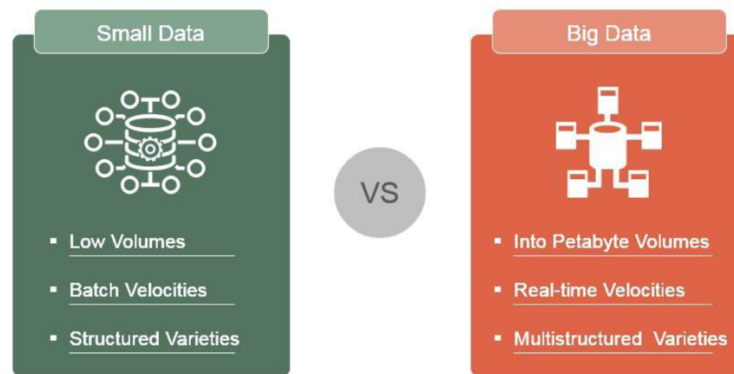 Small Data
▪ Low Volumes
▪ Batch Velocities
▪ Structured Varieties
VS
Big Data
▪ Into Petabyte Volumes
▪ Real-time Velocities
▪ Multistructured Varieties